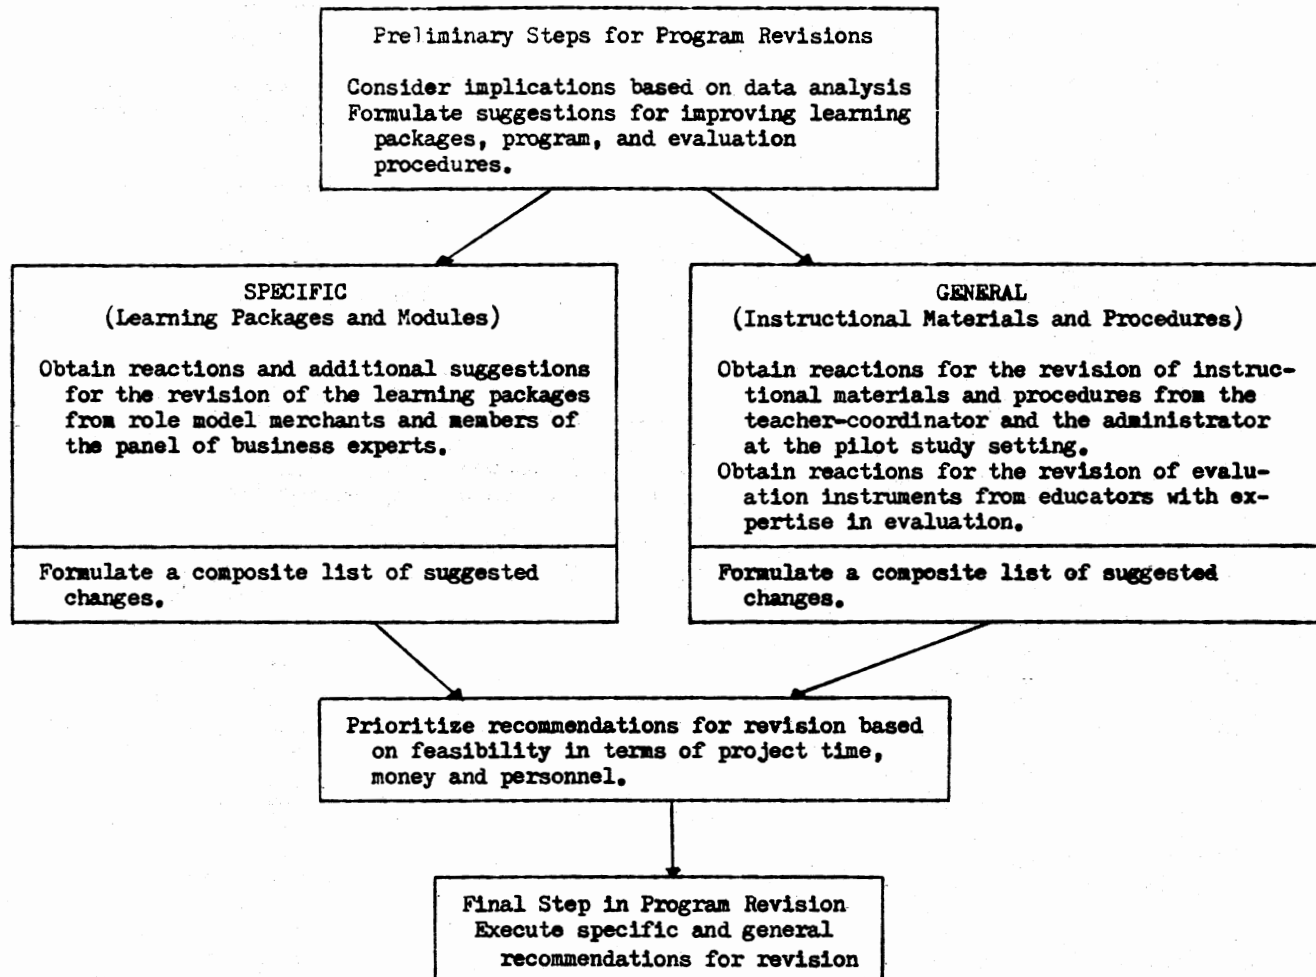 Preliminary Steps for Program Revisions
Consider implications based on data analysis
Formulate suggestions for improving learning
packages, program, and evaluation
procedures.
SPECIFIC
(Learning Packages and Modules)
Obtain reactions and additional suggestions
for the revision of the learning packages
from role model merchants and members of
the panel of business experts.
Formulate a composite list of suggested
changes.
GENERAL
(Instructional Materials and Procedures)
Obtain reactions for the revision of instruc-
tional materials and procedures from the
teacher-coordinator and the administrator
at the pilot study setting.
Obtain reactions for the revision of evalu-
ation instruments from educators with ex-
pertise in evaluation.
Formulate a composite list of suggested
changes.
Prioritize recommendations for revision based
on feasibility in terms of project time,
money and personnel.
Final Step in Program Revision
Execute specific and general
recommendations for revision